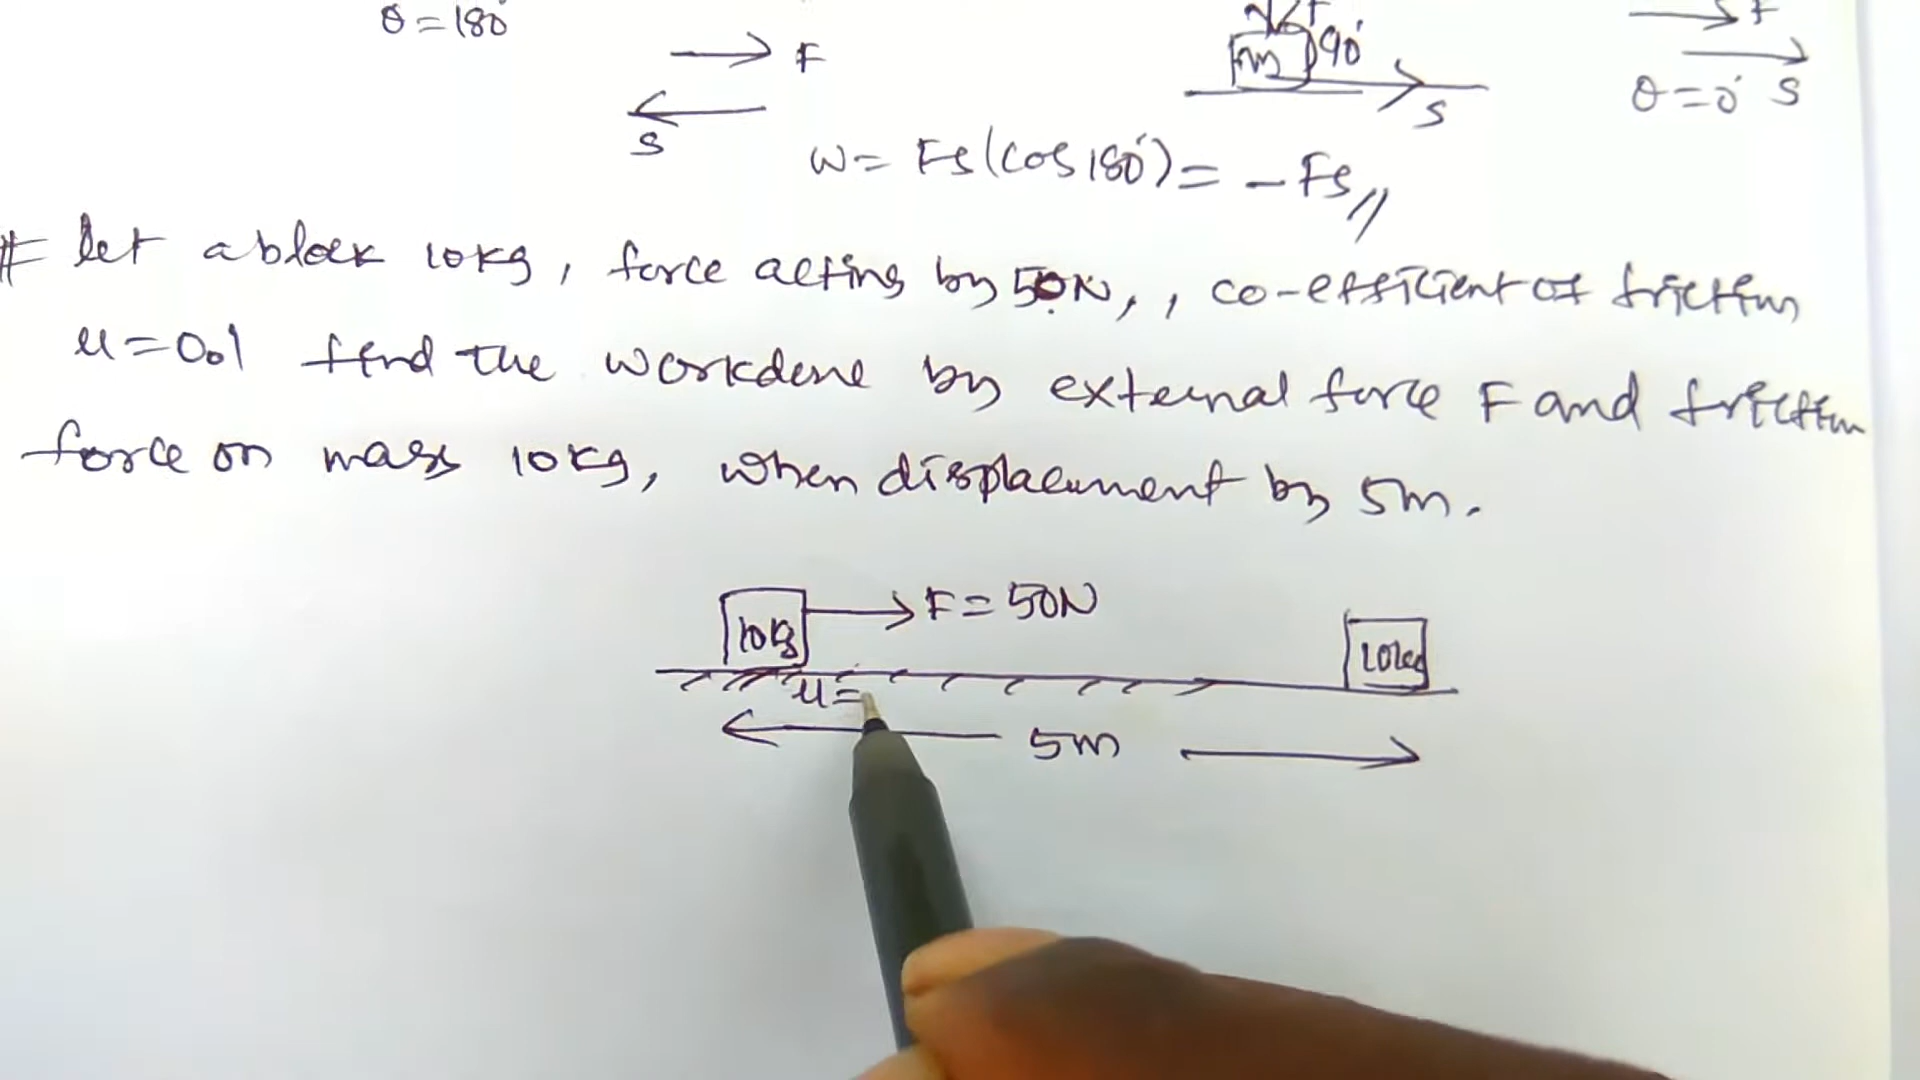 θ = 180°
F
S
F
m 90°
S
F
S
θ = 0°
W = Fs (cos 180°) = - Fs //
# let a block 10kg, force acting by 50N, , co-efficient of friction
μ = 0.1 find the workdone by external force F and friction
force on mass 10kg, when displacement by 5m.
10kg F = 50N 10kg
μ =
5m